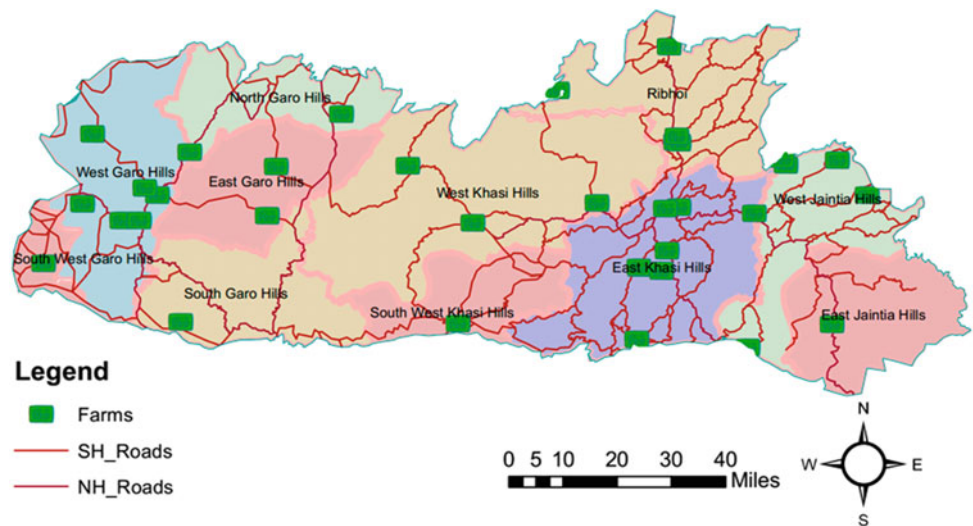 North Garo Hills
Ribhoi
West Garo Hills
East Garo Hills
West Khasi Hills
West Jaintia Hills
South West Garo Hills
East Khasi Hills
South Garo Hills
South West Khasi Hills
East Jaintia Hills
Legend
Farms
SH_Roads
NH_Roads
0 5 10 20 30 40
Miles
N
W E
S